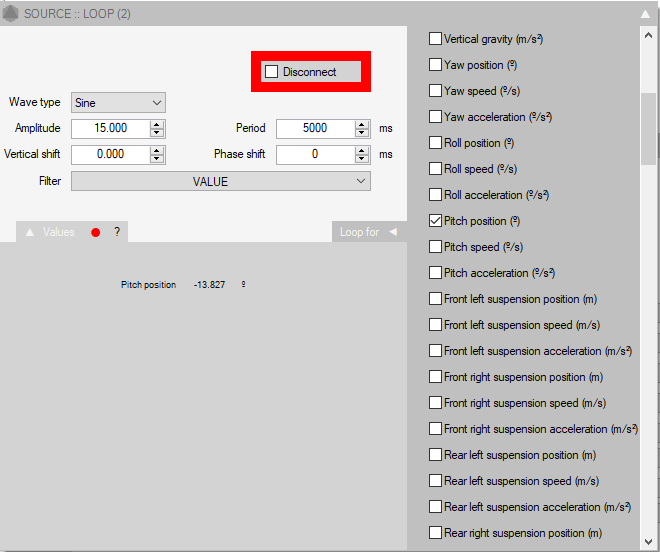 SOURCE :: LOOP (2)
Disconnect
Wave type Sine
Amplitude 15.000 Period 5000 ms
Vertical shift 0.000 Phase shift 0 ms
Filter VALUE
Values ? Loop for
Pitch position -13.827 º
Vertical gravity (m/s²)
Yaw position (º)
Yaw speed (º/s)
Yaw acceleration (º/s²)
Roll position (º)
Roll speed (º/s)
Roll acceleration (º/s²)
Pitch position (º)
Pitch speed (º/s)
Pitch acceleration (º/s²)
Front left suspension position (m)
Front left suspension speed (m/s)
Front left suspension acceleration (m/s²)
Front right suspension position (m)
Front right suspension speed (m/s)
Front right suspension acceleration (m/s²)
Rear left suspension position (m)
Rear left suspension speed (m/s)
Rear left suspension acceleration (m/s²)
Rear right suspension position (m)